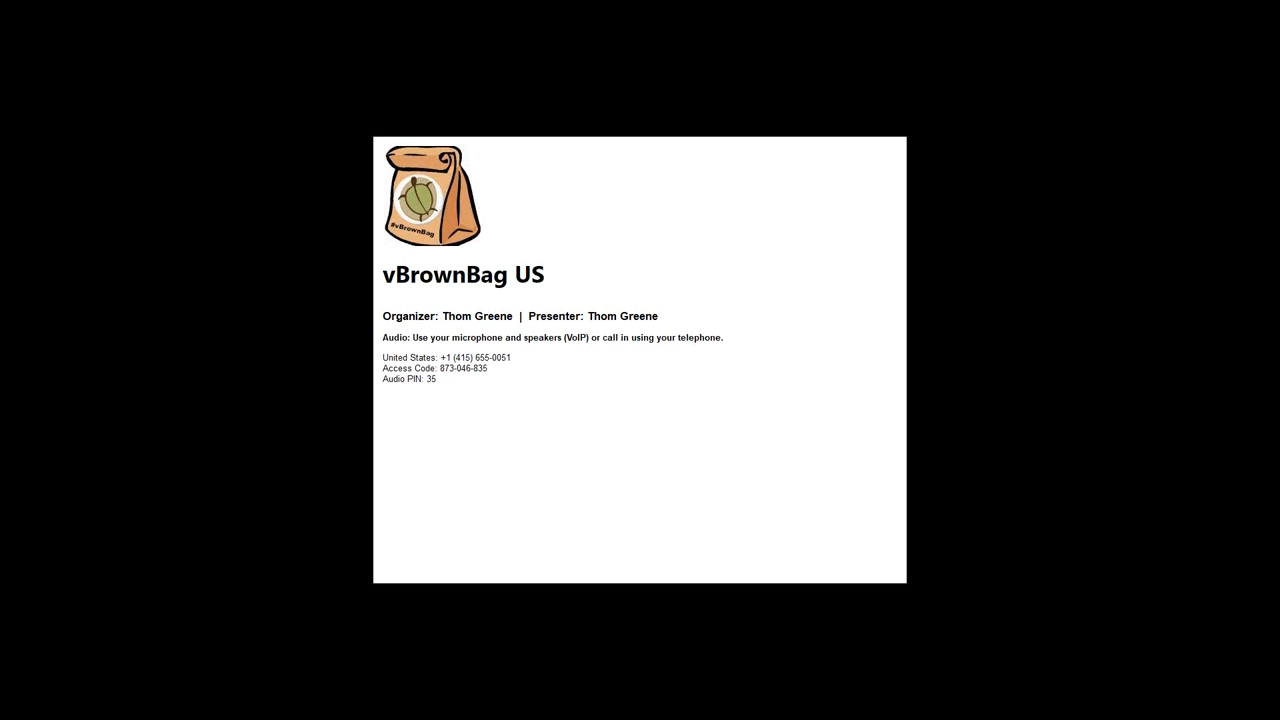 #vBrownBag
vBrownBag US
Organizer: Thom Greene | Presenter: Thom Greene
Audio: Use your microphone and speakers (VoIP) or call in using your telephone.
United States: +1 (415) 655-0051
Access Code: 873-046-835
Audio PIN: 35